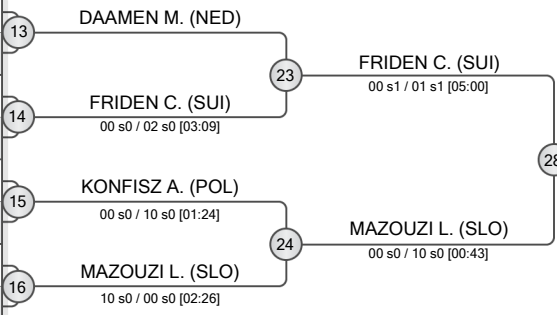 DAAMEN M. (NED)
13
23
FRIDEN C. (SUI)
00 s1 / 01 s1 [05:00]
14
FRIDEN C. (SUI)
00 s0 / 02 s0 [03:09]
28
15
KONFISZ A. (POL)
00 s0 / 10 s0 [01:24]
24
MAZOUZI L. (SLO)
00 s0 / 10 s0 [00:43]
16
MAZOUZI L. (SLO)
10 s0 / 00 s0 [02:26]